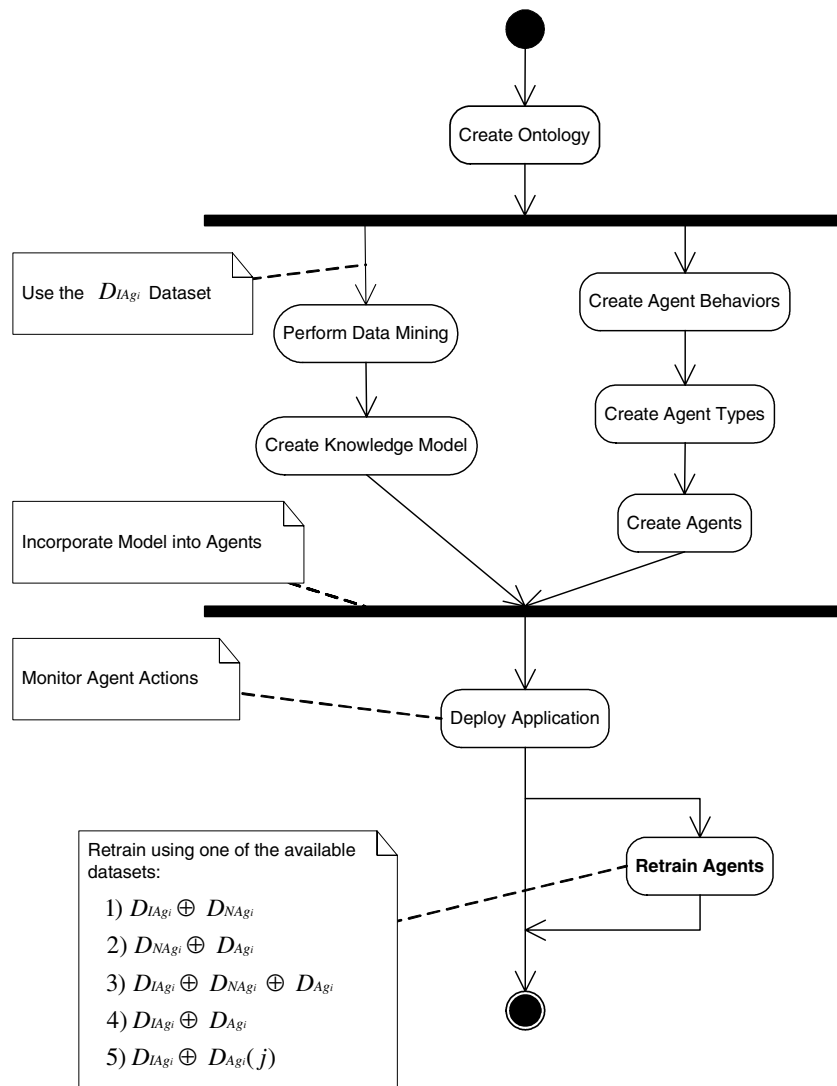 Create Ontology
Use the D_IAgi Dataset
Perform Data Mining
Create Agent Behaviors
Create Knowledge Model
Create Agent Types
Create Agents
Incorporate Model into Agents
Monitor Agent Actions
Deploy Application
Retrain Agents
Retrain using one of the available
datasets:
1) D_IAgi ⊕ D_NAgi
2) D_NAgi ⊕ D_Agi
3) D_IAgi ⊕ D_NAgi ⊕ D_Agi
4) D_IAgi ⊕ D_Agi
5) D_IAgi ⊕ D_Agi(j)